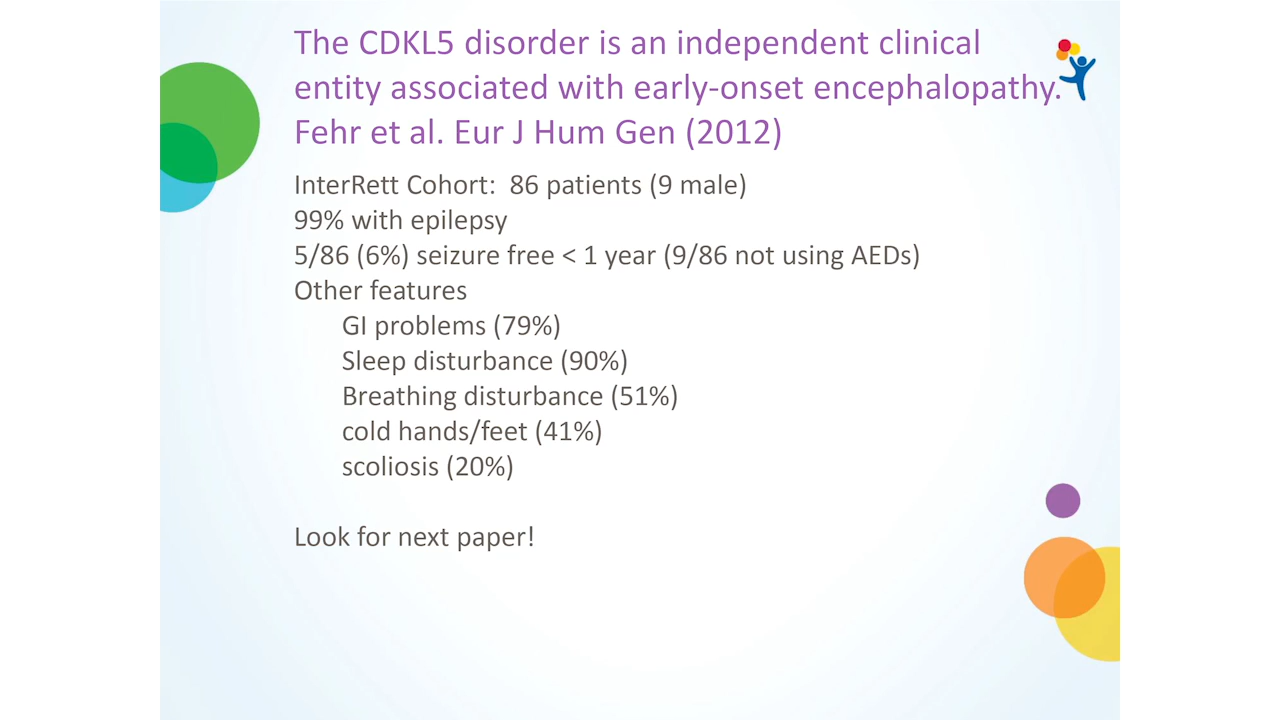 The CDKL5 disorder is an independent clinical
entity associated with early-onset encephalopathy.
Fehr et al. Eur J Hum Gen (2012)
InterRett Cohort:  86 patients (9 male)
99% with epilepsy
5/86 (6%) seizure free < 1 year (9/86 not using AEDs)
Other features
GI problems (79%)
Sleep disturbance (90%)
Breathing disturbance (51%)
cold hands/feet (41%)
scoliosis (20%)
Look for next paper!